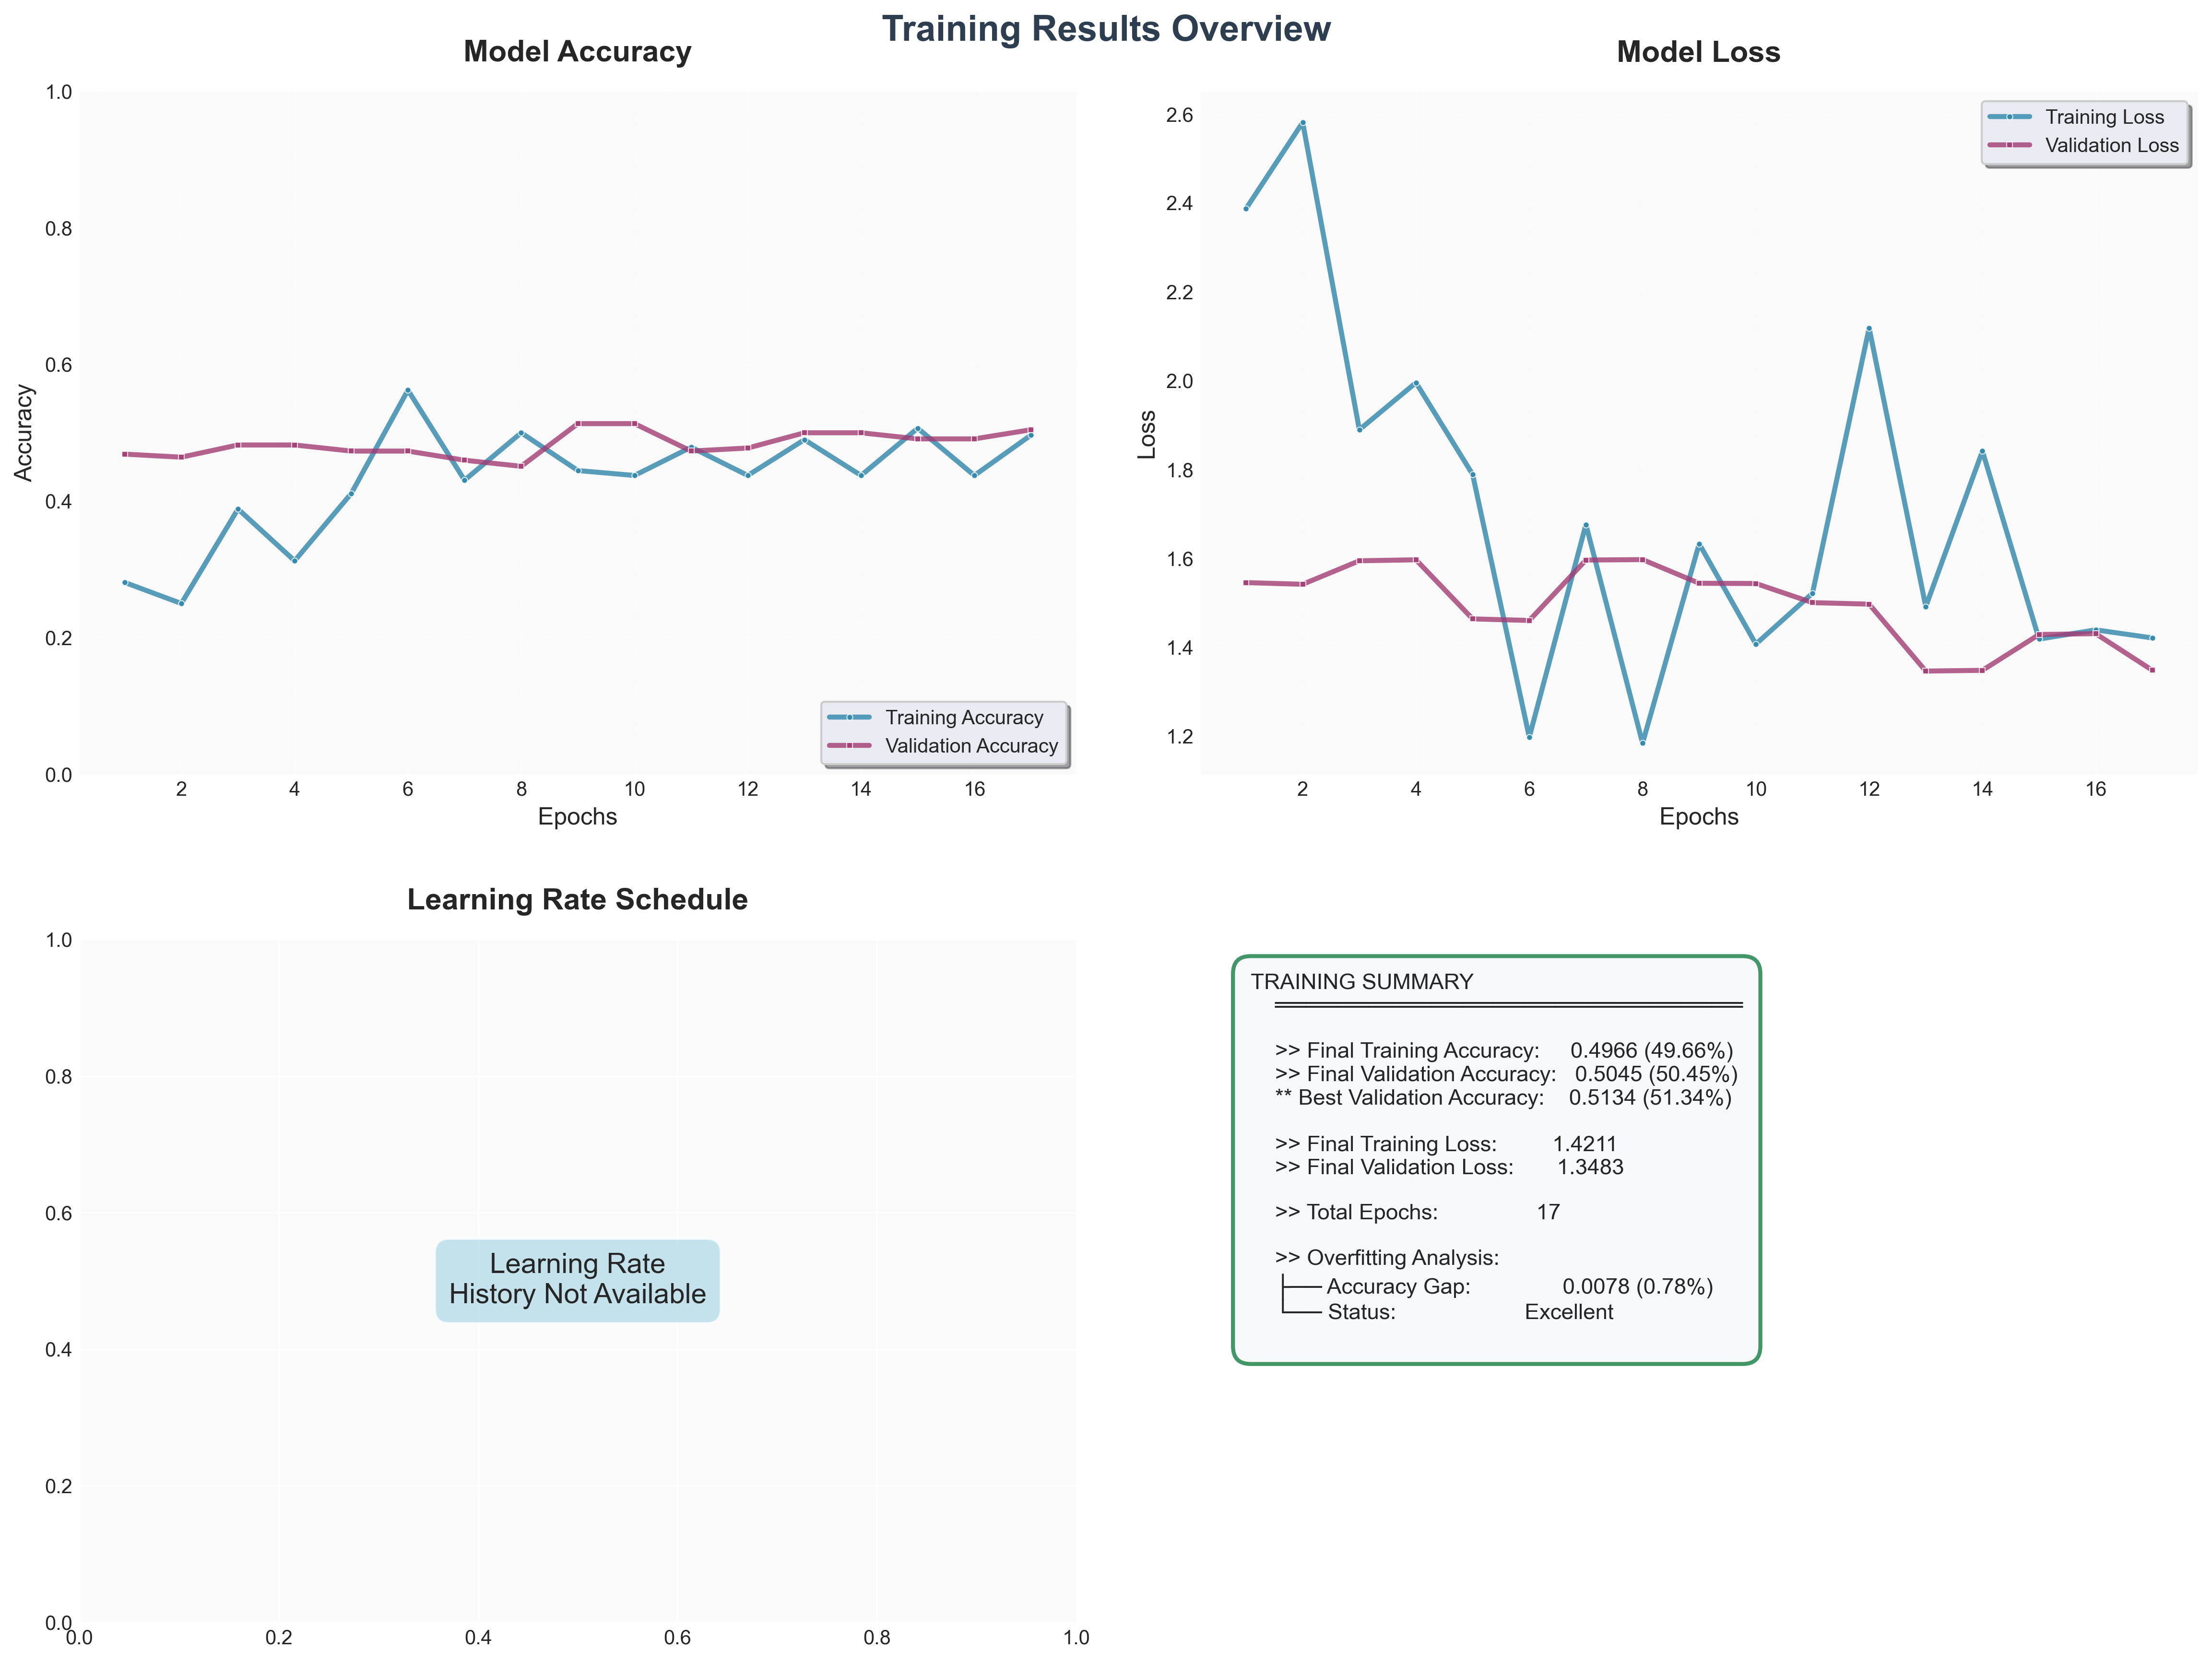 Training Results Overview
Model Accuracy
1.0
0.8
0.6
0.4
0.2
0.0
Accuracy
2 4 6 8 10 12 14 16
Epochs
Training Accuracy
Validation Accuracy
Model Loss
2.6
2.4
2.2
2.0
1.8
1.6
1.4
1.2
Loss
2 4 6 8 10 12 14 16
Epochs
Training Loss
Validation Loss
Learning Rate Schedule
1.0
0.8
0.6
0.4
0.2
0.0
0.0 0.2 0.4 0.6 0.8 1.0
Learning Rate
History Not Available
TRAINING SUMMARY
>> Final Training Accuracy: 0.4966 (49.66%)
>> Final Validation Accuracy: 0.5045 (50.45%)
** Best Validation Accuracy: 0.5134 (51.34%)
>> Final Training Loss: 1.4211
>> Final Validation Loss: 1.3483
>> Total Epochs: 17
>> Overfitting Analysis:
├── Accuracy Gap: 0.0078 (0.78%)
└── Status: Excellent